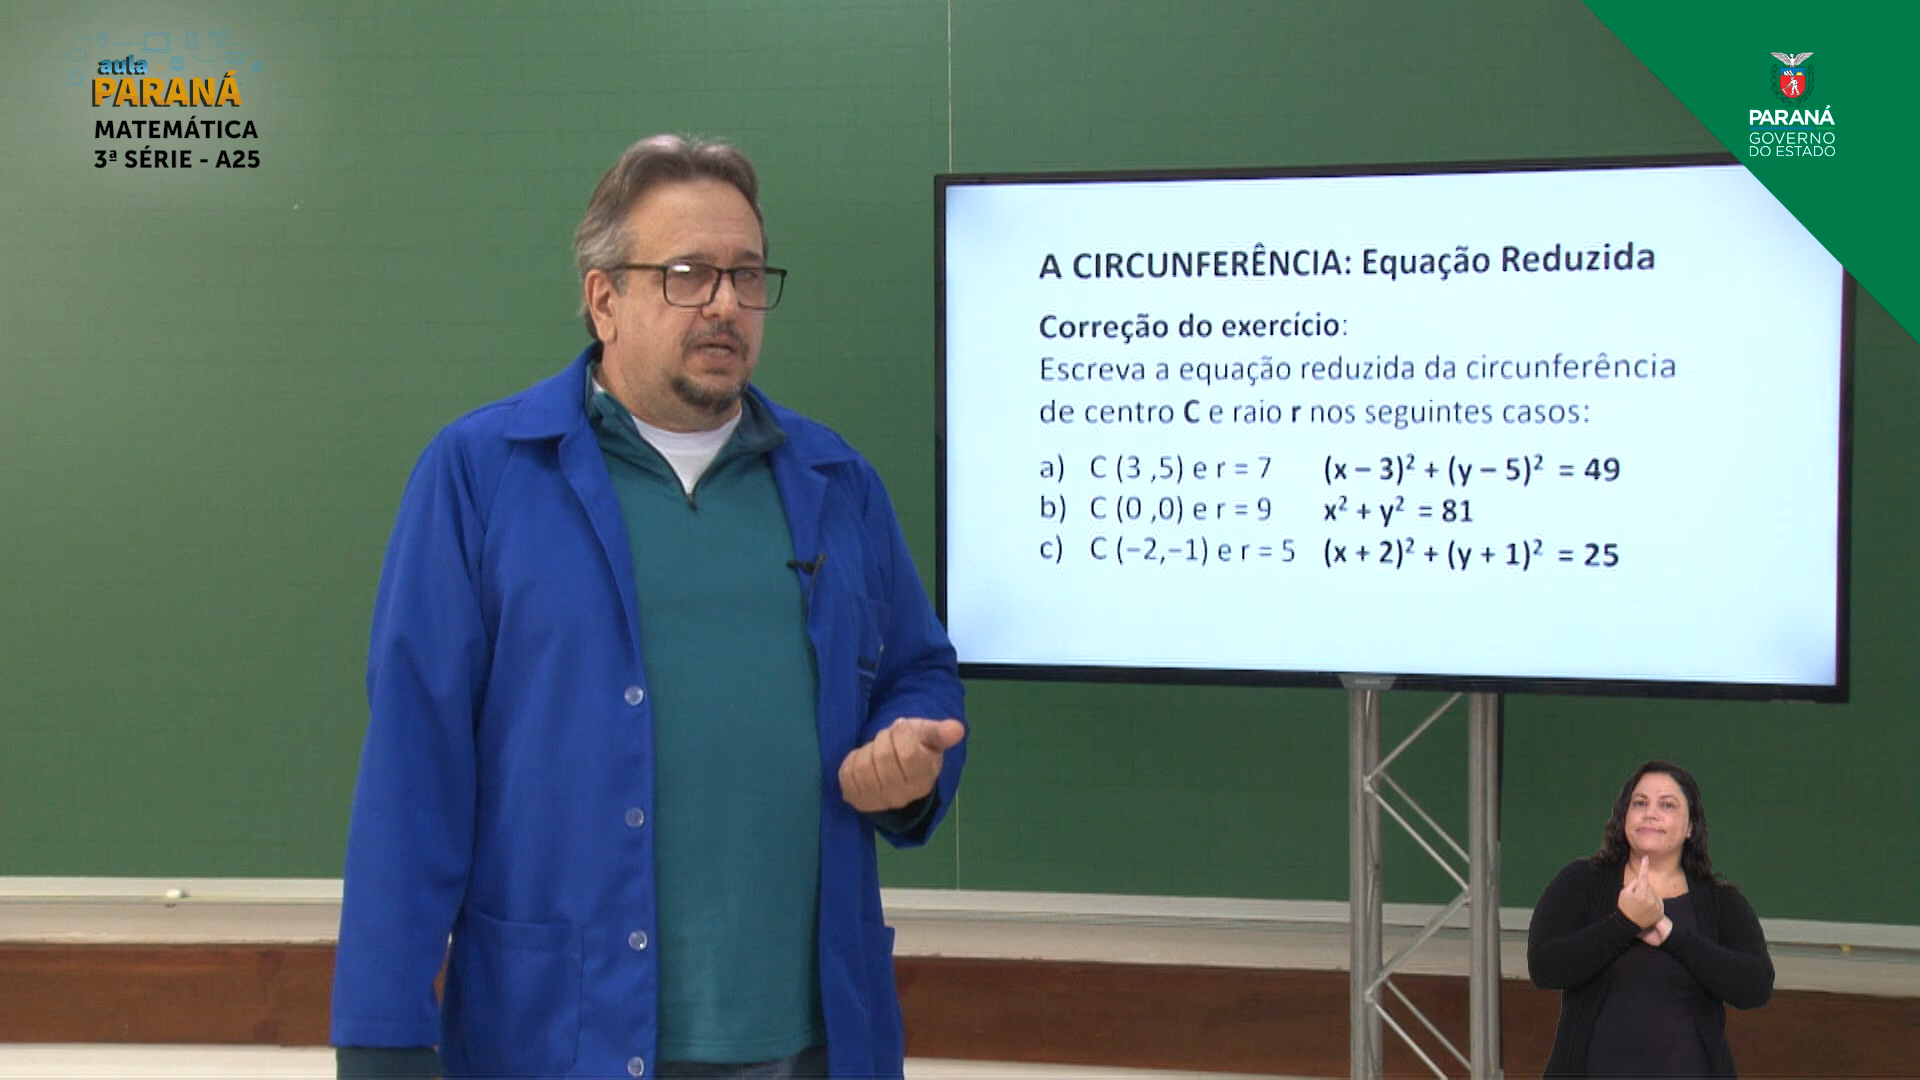 aula
PARANÁ
MATEMÁTICA
3ª SÉRIE - A25
PARANÁ
GOVERNO
DO ESTADO
A CIRCUNFERÊNCIA: Equação Reduzida
Correção do exercício:
Escreva a equação reduzida da circunferência
de centro C e raio r nos seguintes casos:
a) C (3 ,5) e r = 7 (x – 3)² + (y – 5)² = 49
b) C (0 ,0) e r = 9 x² + y² = 81
c) C (–2,–1) e r = 5 (x + 2)² + (y + 1)² = 25